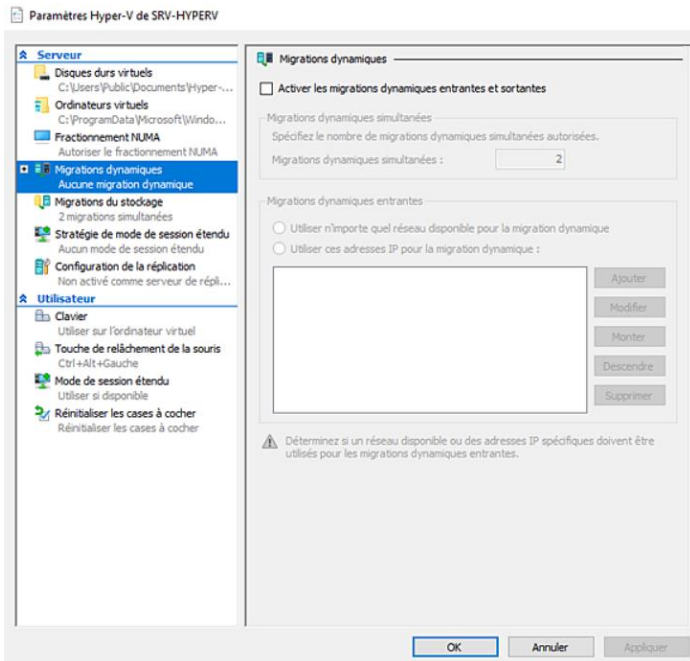 Paramètres Hyper-V de SRV-HYPERV
Serveur
Disques durs virtuels
C:\Users\Public\Documents\Hyper-...
Ordinateurs virtuels
C:\ProgramData\Microsoft\Windo...
Fractionnement NUMA
Autoriser le fractionnement NUMA
Migrations dynamiques
Aucune migration dynamique
Migrations du stockage
2 migrations simultanées
Stratégie de mode de session étendu
Aucun mode de session étendu
Configuration de la réplication
Non activé comme serveur de répli...
Utilisateur
Clavier
Utiliser sur l'ordinateur virtuel
Touche de relâchement de la souris
Ctrl+Alt+Gauche
Mode de session étendu
Utiliser si disponible
Réinitialiser les cases à cocher
Réinitialiser les cases à cocher
Migrations dynamiques
Activer les migrations dynamiques entrantes et sortantes
Migrations dynamiques simultanées
Spécifiez le nombre de migrations dynamiques simultanées autorisées.
Migrations dynamiques simultanées : 2
Migrations dynamiques entrantes
Utiliser n'importe quel réseau disponible pour la migration dynamique
Utiliser ces adresses IP pour la migration dynamique :
Ajouter
Modifier
Monter
Descendre
Supprimer
Déterminez si un réseau disponible ou des adresses IP spécifiques doivent être
utilisés pour les migrations dynamiques entrantes.
OK Annuler Appliquer